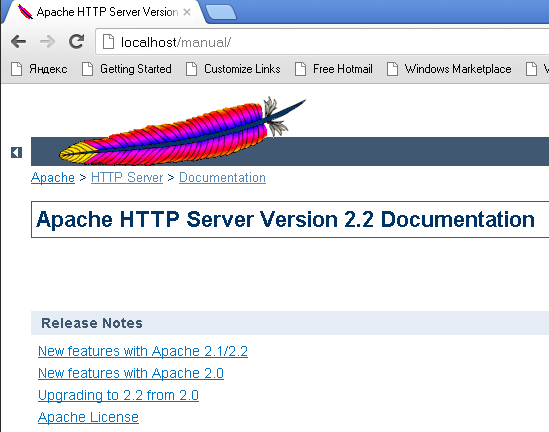 Apache HTTP Server Version
localhost/manual/
Яндекс Getting Started Customize Links Free Hotmail Windows Marketplace
Apache > HTTP Server > Documentation
Apache HTTP Server Version 2.2 Documentation
Release Notes
New features with Apache 2.1/2.2
New features with Apache 2.0
Upgrading to 2.2 from 2.0
Apache License